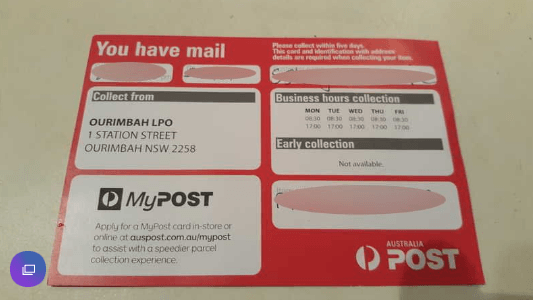 You have mail
Please collect within five days.
This card and identification with address
details are required when collecting your item.
Collect from
OURIMBAH LPO
1 STATION STREET
OURIMBAH NSW 2258
Business hours collection
MON TUE WED THU FRI
08:30 08:30 08:30 08:30 08:30
17:00 17:00 17:00 17:00 17:00
Early collection
Not available.
MyPOST
Apply for a MyPost card in-store or
online at auspost.com.au/mypost
to assist with a speedier parcel
collection experience.
AUSTRALIA
POST